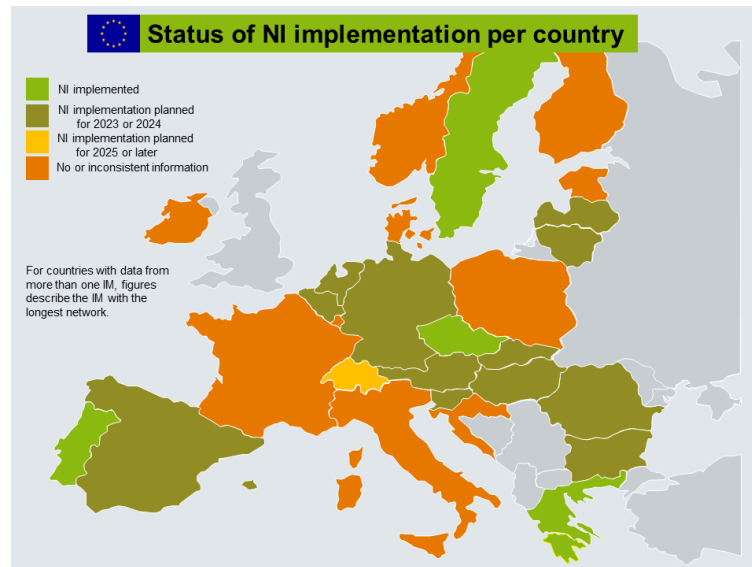 Status of NI implementation per country
NI implemented
NI implementation planned
for 2023 or 2024
NI implementation planned
for 2025 or later
No or inconsistent information
For countries with data from
more than one IM, figures
describe the IM with the
longest network.